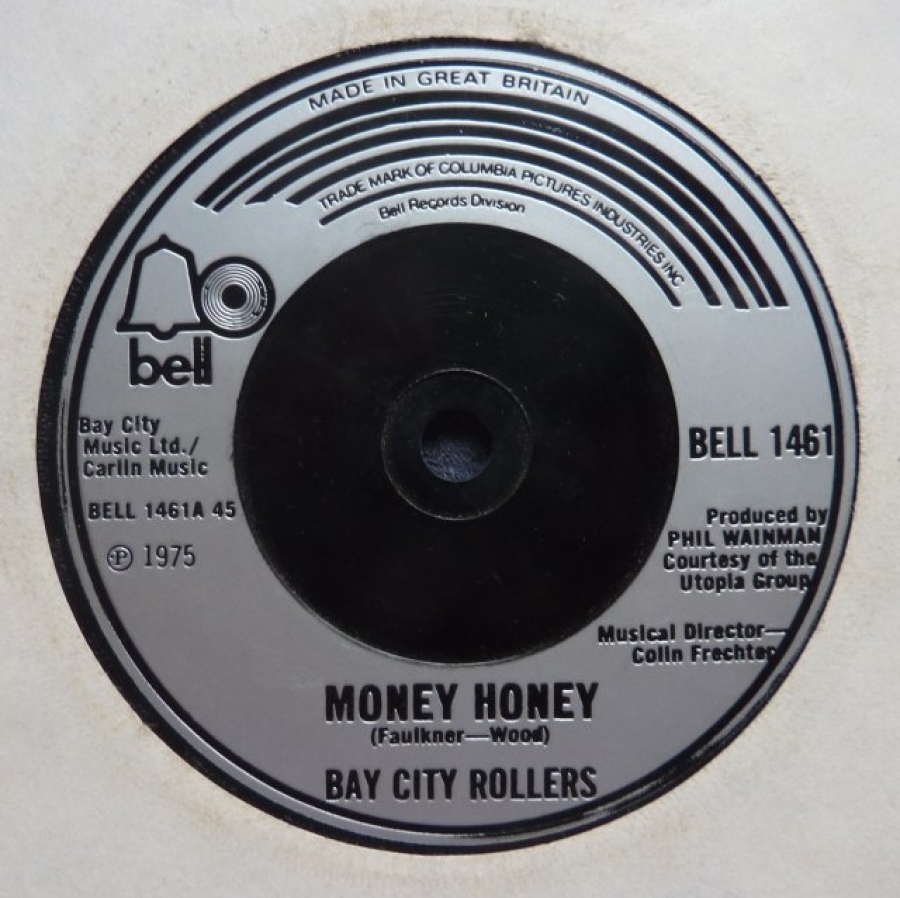 MADE IN GREAT BRITAIN
TRADE MARK OF COLUMBIA PICTURES INDUSTRIES INC.
Bell Records Division
bell
Bay City
Music Ltd./
Carlin Music
BELL 1461A 45
Ⓟ 1975
BELL 1461
Produced by
PHIL WAINMAN
Courtesy of the
Utopia Group
Musical Director—
Colin Frechter
MONEY HONEY
(Faulkner—Wood)
BAY CITY ROLLERS